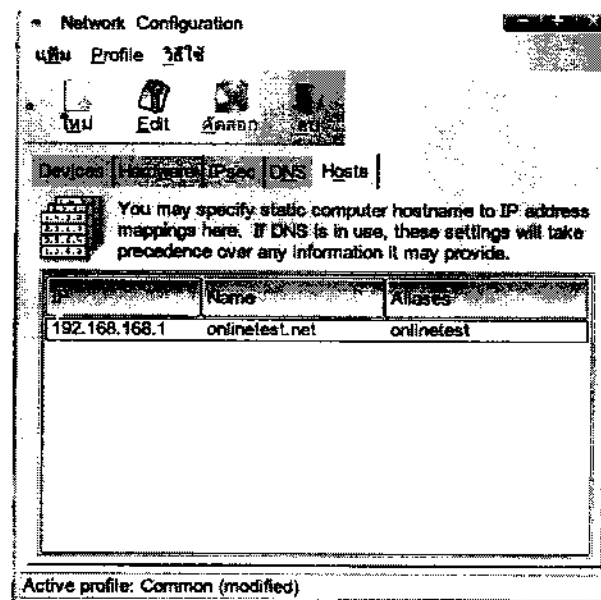 Network Configuration
แฟ้ม Profile วิธีใช้
ใหม่ Edit คัดลอก ลบ
Devices Hardware IPsec DNS Hosts
You may specify static computer hostname to IP address
mappings here. If DNS is in use, these settings will take
precedence over any information it may provide.
IP Name Aliases
192.168.168.1 onlinetest.net onlinetest
Active profile: Common (modified)